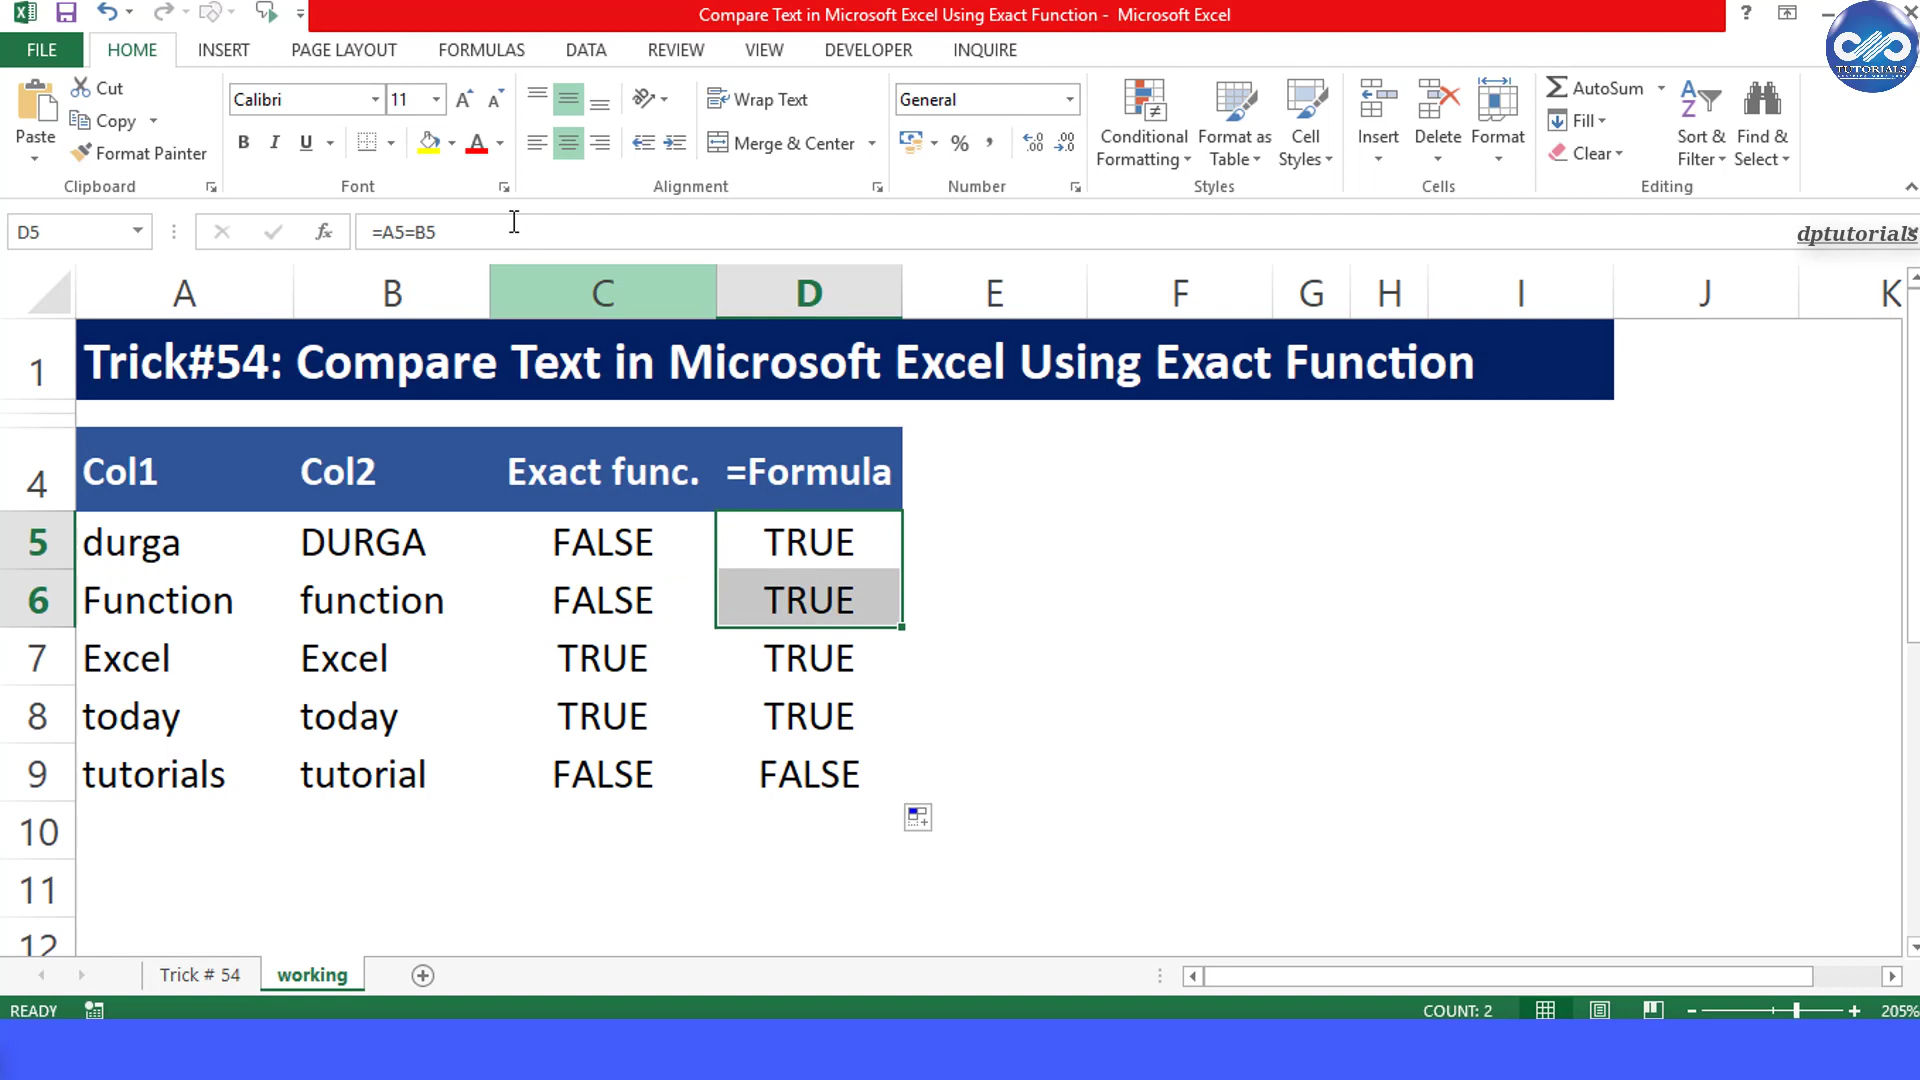 Compare Text in Microsoft Excel Using Exact Function - Microsoft Excel
?
FILE HOME INSERT PAGE LAYOUT FORMULAS DATA REVIEW VIEW DEVELOPER INQUIRE
TUTORIALS
Paste
Cut
Copy
Format Painter
Clipboard
Calibri 11
B I U
Font
Wrap Text
Merge & Center
Alignment
General
% ,
Number
Conditional Formatting
Format as Table
Cell Styles
Styles
Insert
Delete
Format
Cells
AutoSum
Fill
Clear
Sort & Filter
Find & Select
Editing
D5 fx =A5=B5
dptutorials
A B C D E F G H I J K
1 Trick#54: Compare Text in Microsoft Excel Using Exact Function
4 Col1 Col2 Exact func. =Formula
5 durga DURGA FALSE TRUE
6 Function function FALSE TRUE
7 Excel Excel TRUE TRUE
8 today today TRUE TRUE
9 tutorials tutorial FALSE FALSE
10
11
12
Trick # 54 working
READY COUNT: 2 205%